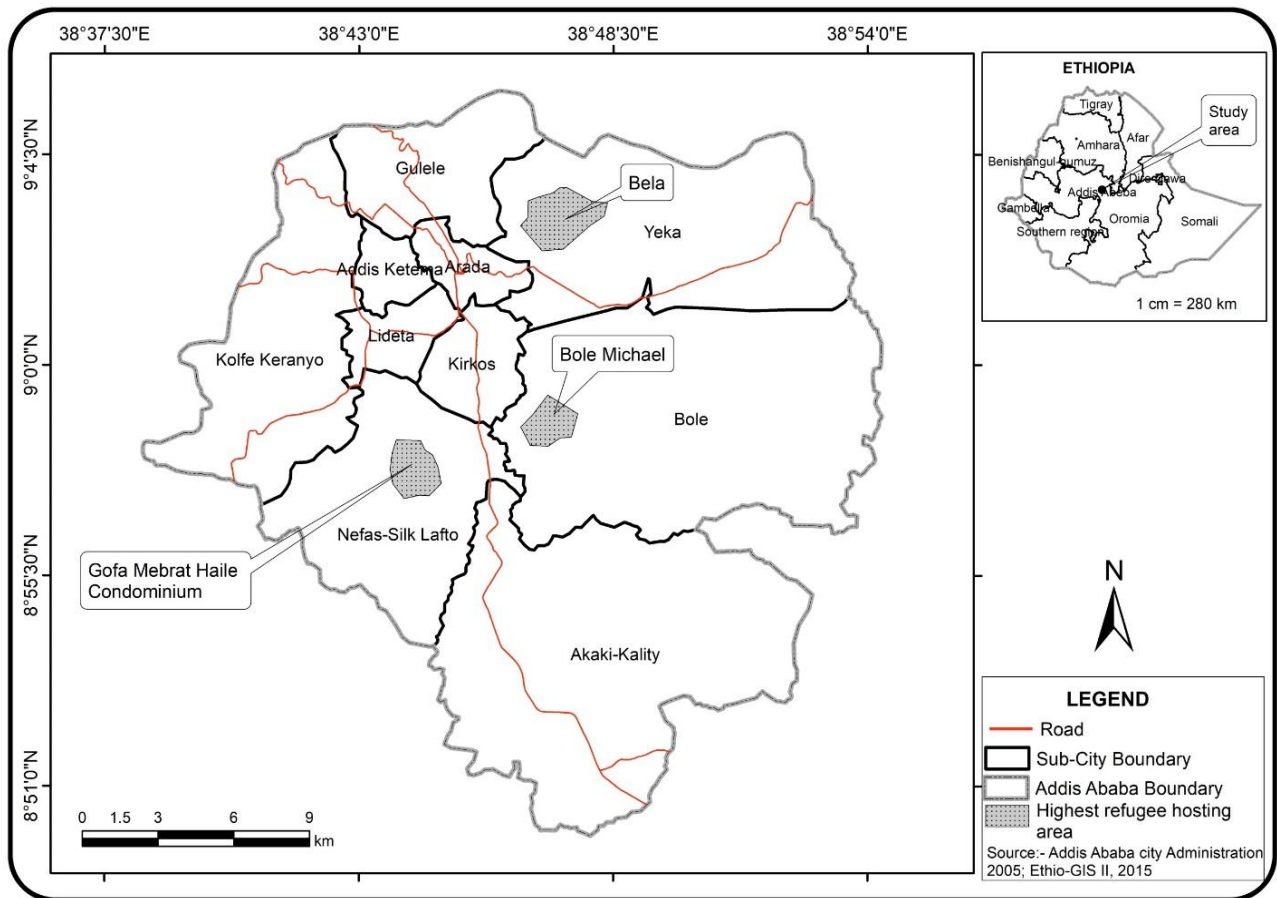 38°37'30"E
38°43'0"E
38°48'30"E
38°54'0"E
9°4'30"N
9°0'0"N
8°55'30"N
8°51'0"N
Gulele
Bela
Yeka
Addis Ketema
Arada
Lideta
Kolfe Keranyo
Kirkos
Bole Michael
Bole
Nefas-Silk Lafto
Gofa Mebrat Haile
Condominium
Akaki-Kality
0 1.5 3 6 9
km
ETHIOPIA
Study
area
Tigray
Afar
Amhara
Benishangul gumuz
Addis Ababa
Gambella
Oromia
Somali
Southern region
1 cm = 280 km
N
LEGEND
Road
Sub-City Boundary
Addis Ababa Boundary
Highest refugee hosting
area
Source:- Addis Ababa city Administration
2005; Ethio-GIS II, 2015